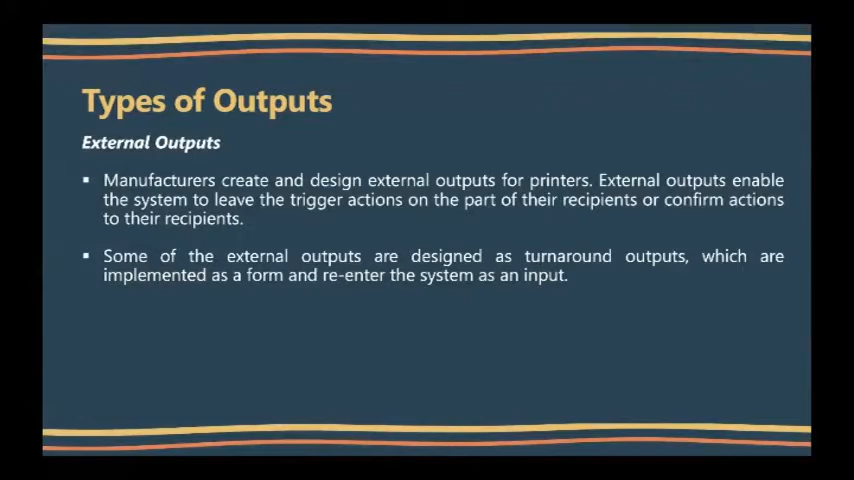 Types of Outputs
External Outputs
▪ Manufacturers create and design external outputs for printers. External outputs enable
the system to leave the trigger actions on the part of their recipients or confirm actions
to their recipients.
▪ Some of the external outputs are designed as turnaround outputs, which are
implemented as a form and re-enter the system as an input.